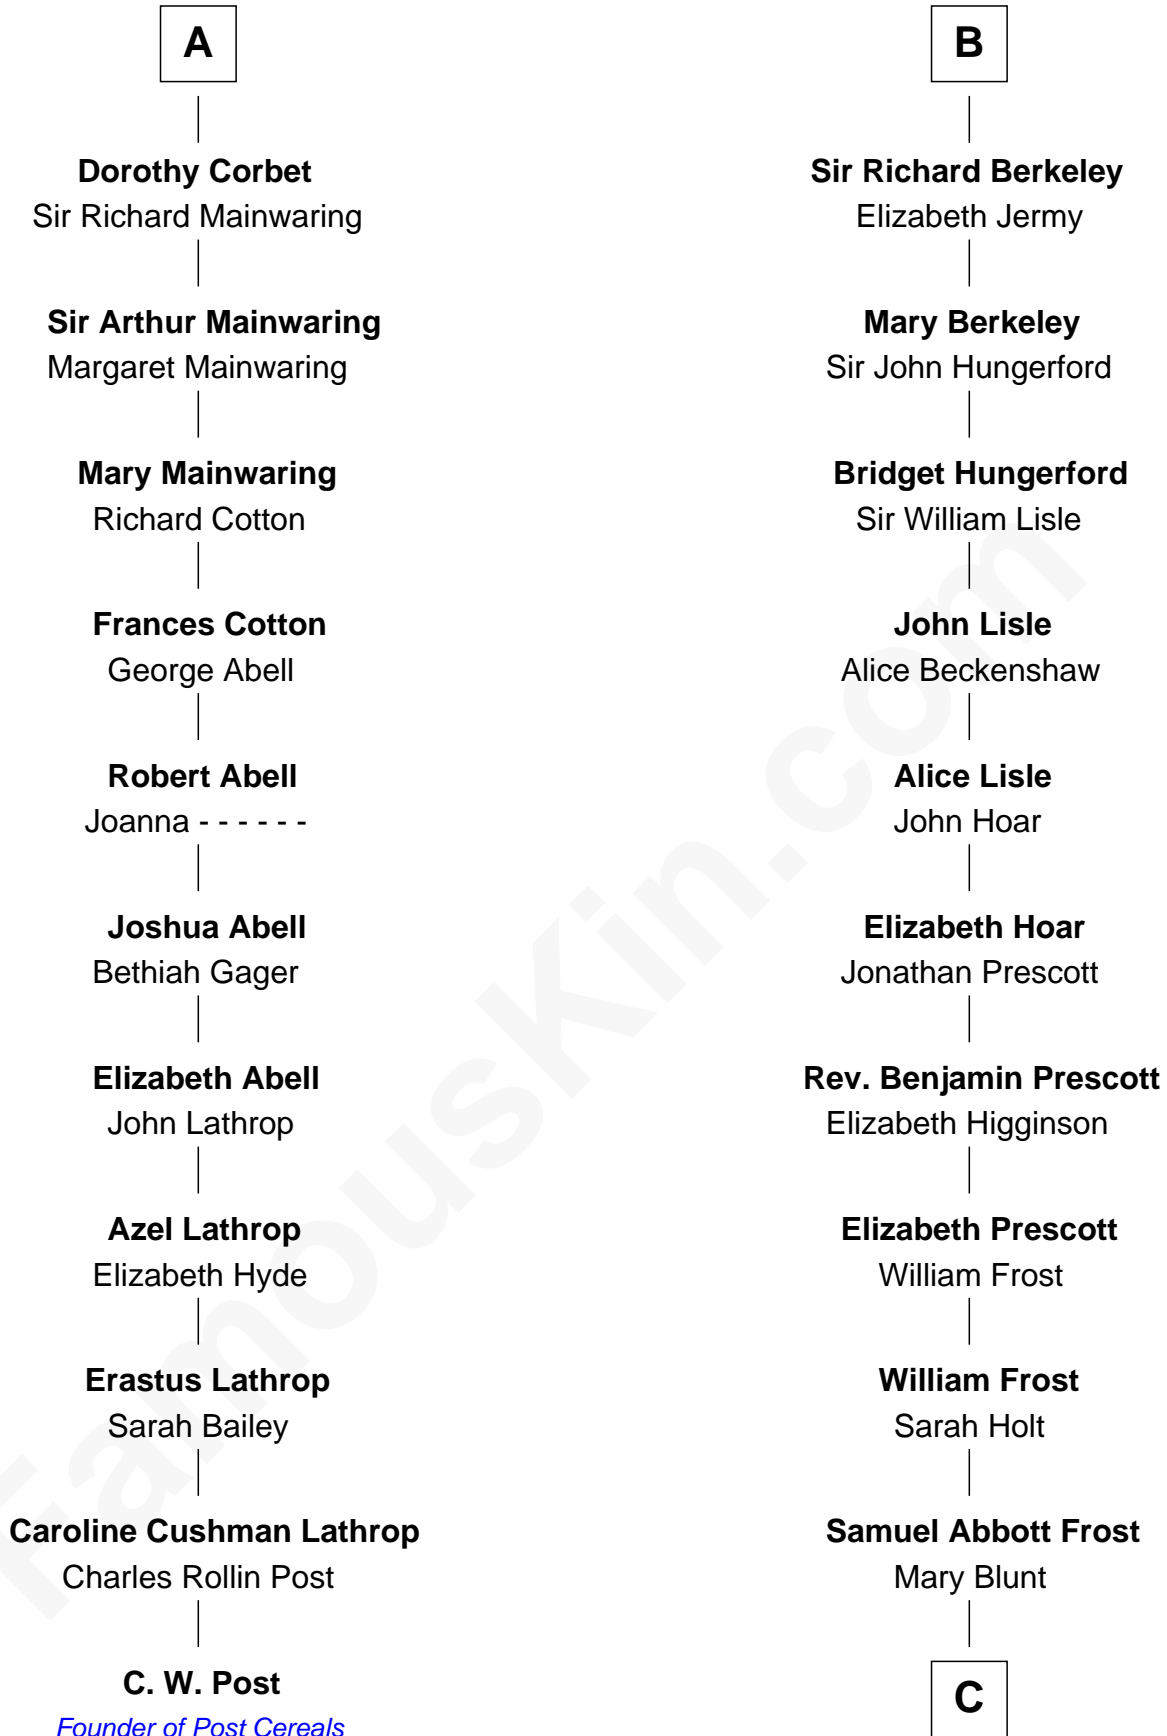 A
Dorothy Corbet
Sir Richard Mainwaring
Sir Arthur Mainwaring
Margaret Mainwaring
Mary Mainwaring
Richard Cotton
Frances Cotton
George Abell
Robert Abell
Joanna - - - - - -
Joshua Abell
Bethiah Gager
Elizabeth Abell
John Lathrop
Azel Lathrop
Elizabeth Hyde
Erastus Lathrop
Sarah Bailey
Caroline Cushman Lathrop
Charles Rollin Post
C. W. Post
Founder of Post Cereals
B
Sir Richard Berkeley
Elizabeth Jermy
Mary Berkeley
Sir John Hungerford
Bridget Hungerford
Sir William Lisle
John Lisle
Alice Beckenshaw
Alice Lisle
John Hoar
Elizabeth Hoar
Jonathan Prescott
Rev. Benjamin Prescott
Elizabeth Higginson
Elizabeth Prescott
William Frost
William Frost
Sarah Holt
Samuel Abbott Frost
Mary Blunt
C
FamousKin.com